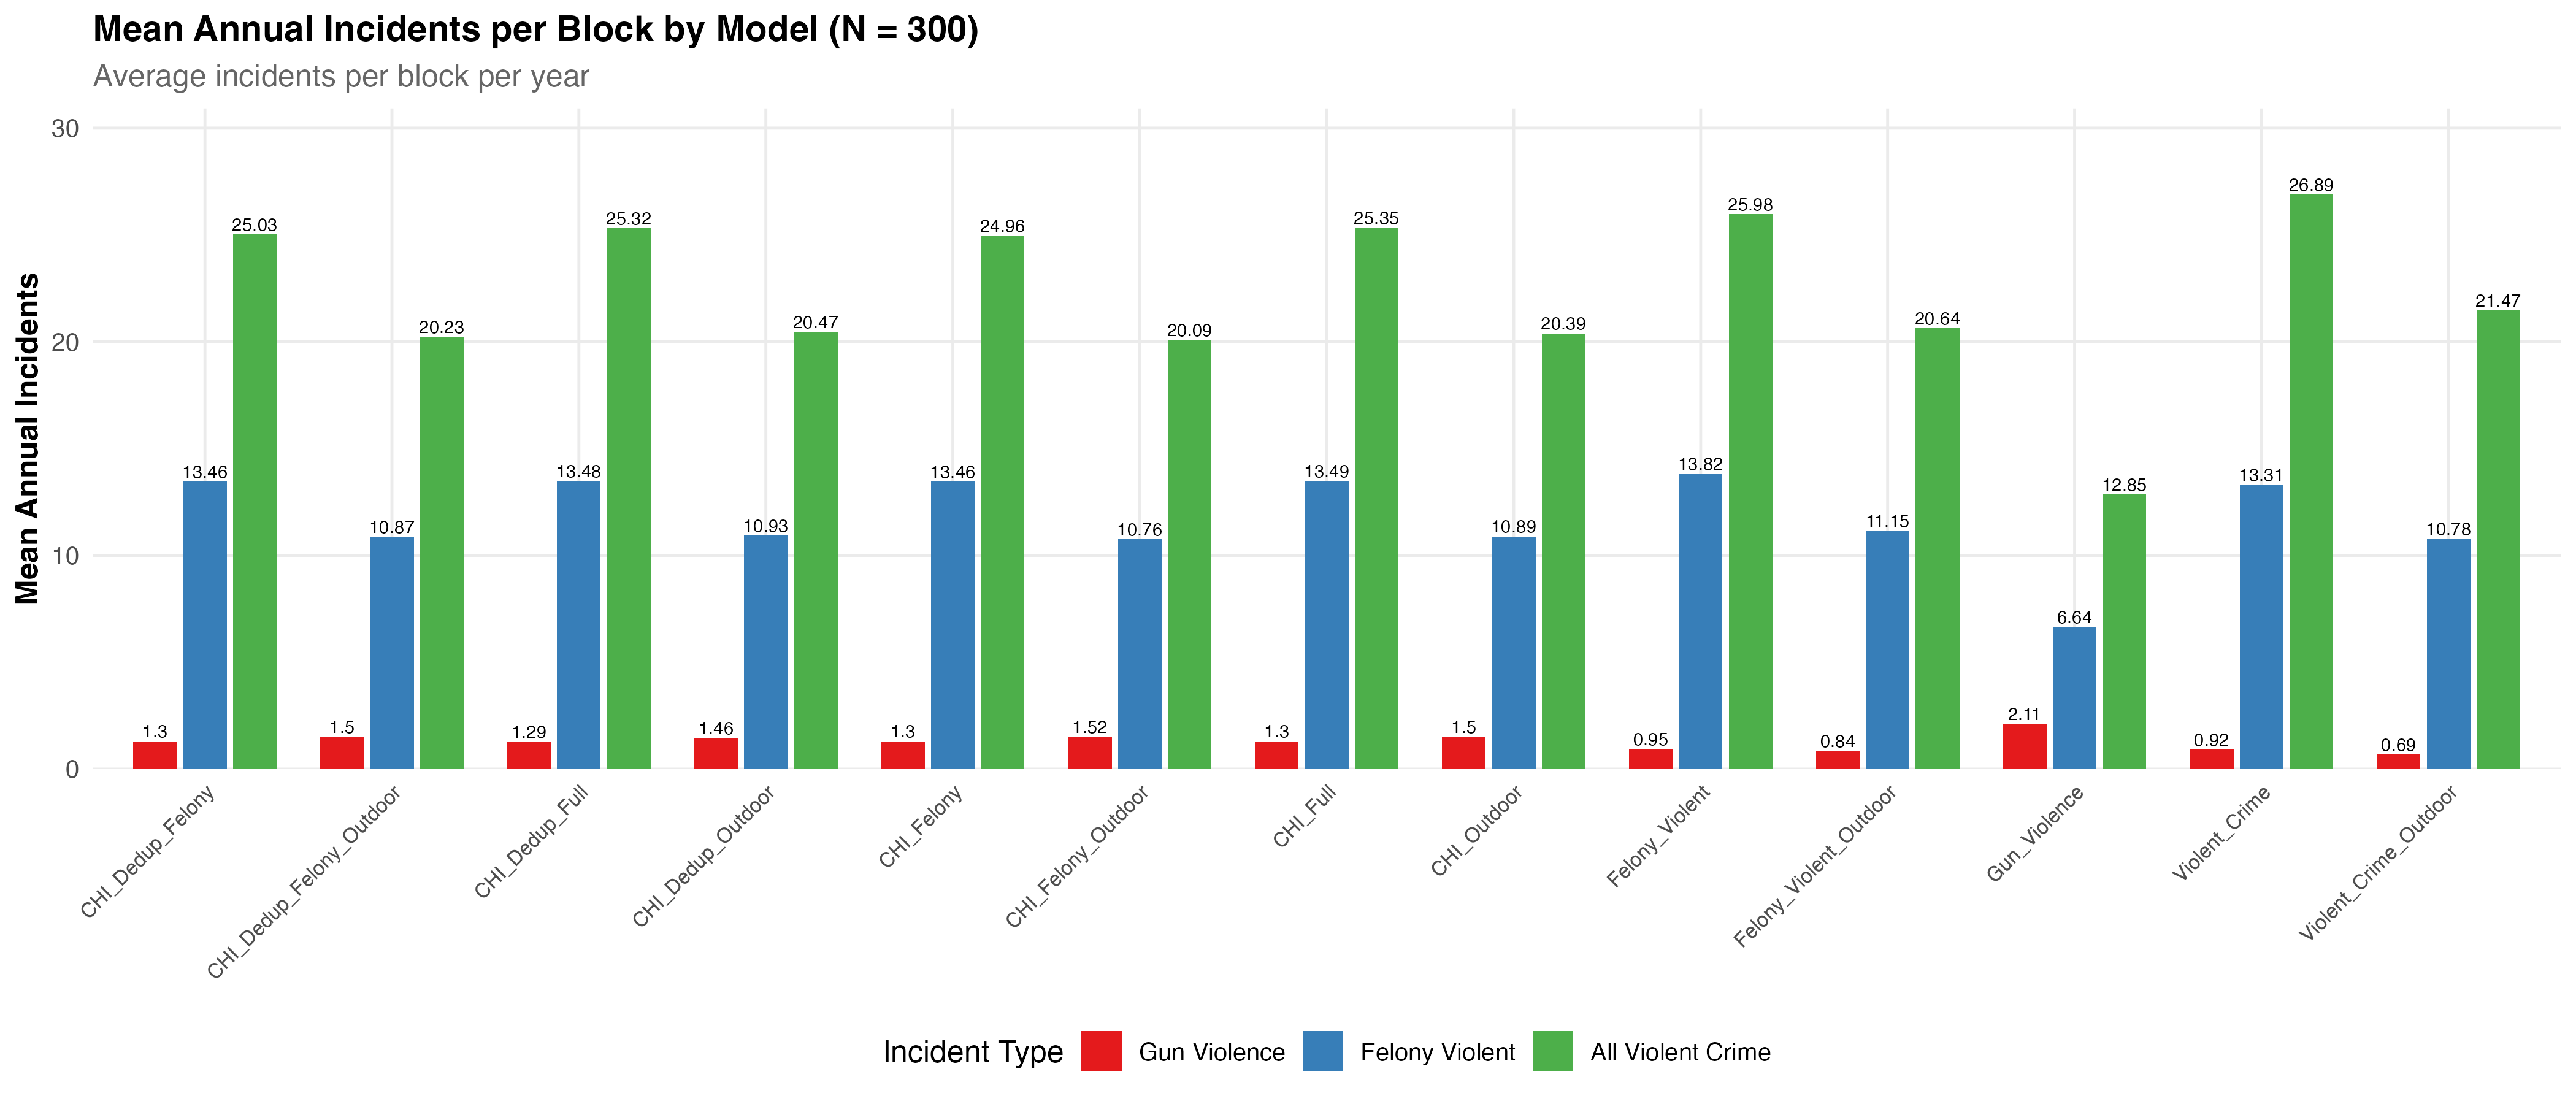 Mean Annual Incidents per Block by Model (N = 300)
Average incidents per block per year
Mean Annual Incidents
30
20
10
0
1.3
13.46
25.03
1.5
10.87
20.23
1.29
13.48
25.32
1.46
10.93
20.47
1.3
13.46
24.96
1.52
10.76
20.09
1.3
13.49
25.35
1.5
10.89
20.39
0.95
13.82
25.98
0.84
11.15
20.64
2.11
6.64
12.85
0.92
13.31
26.89
0.69
10.78
21.47
CHI_Dedup_Felony
CHI_Dedup_Felony_Outdoor
CHI_Dedup_Full
CHI_Dedup_Outdoor
CHI_Felony
CHI_Felony_Outdoor
CHI_Full
CHI_Outdoor
Felony_Violent
Felony_Violent_Outdoor
Gun_Violence
Violent_Crime
Violent_Crime_Outdoor
Incident Type
Gun Violence
Felony Violent
All Violent Crime